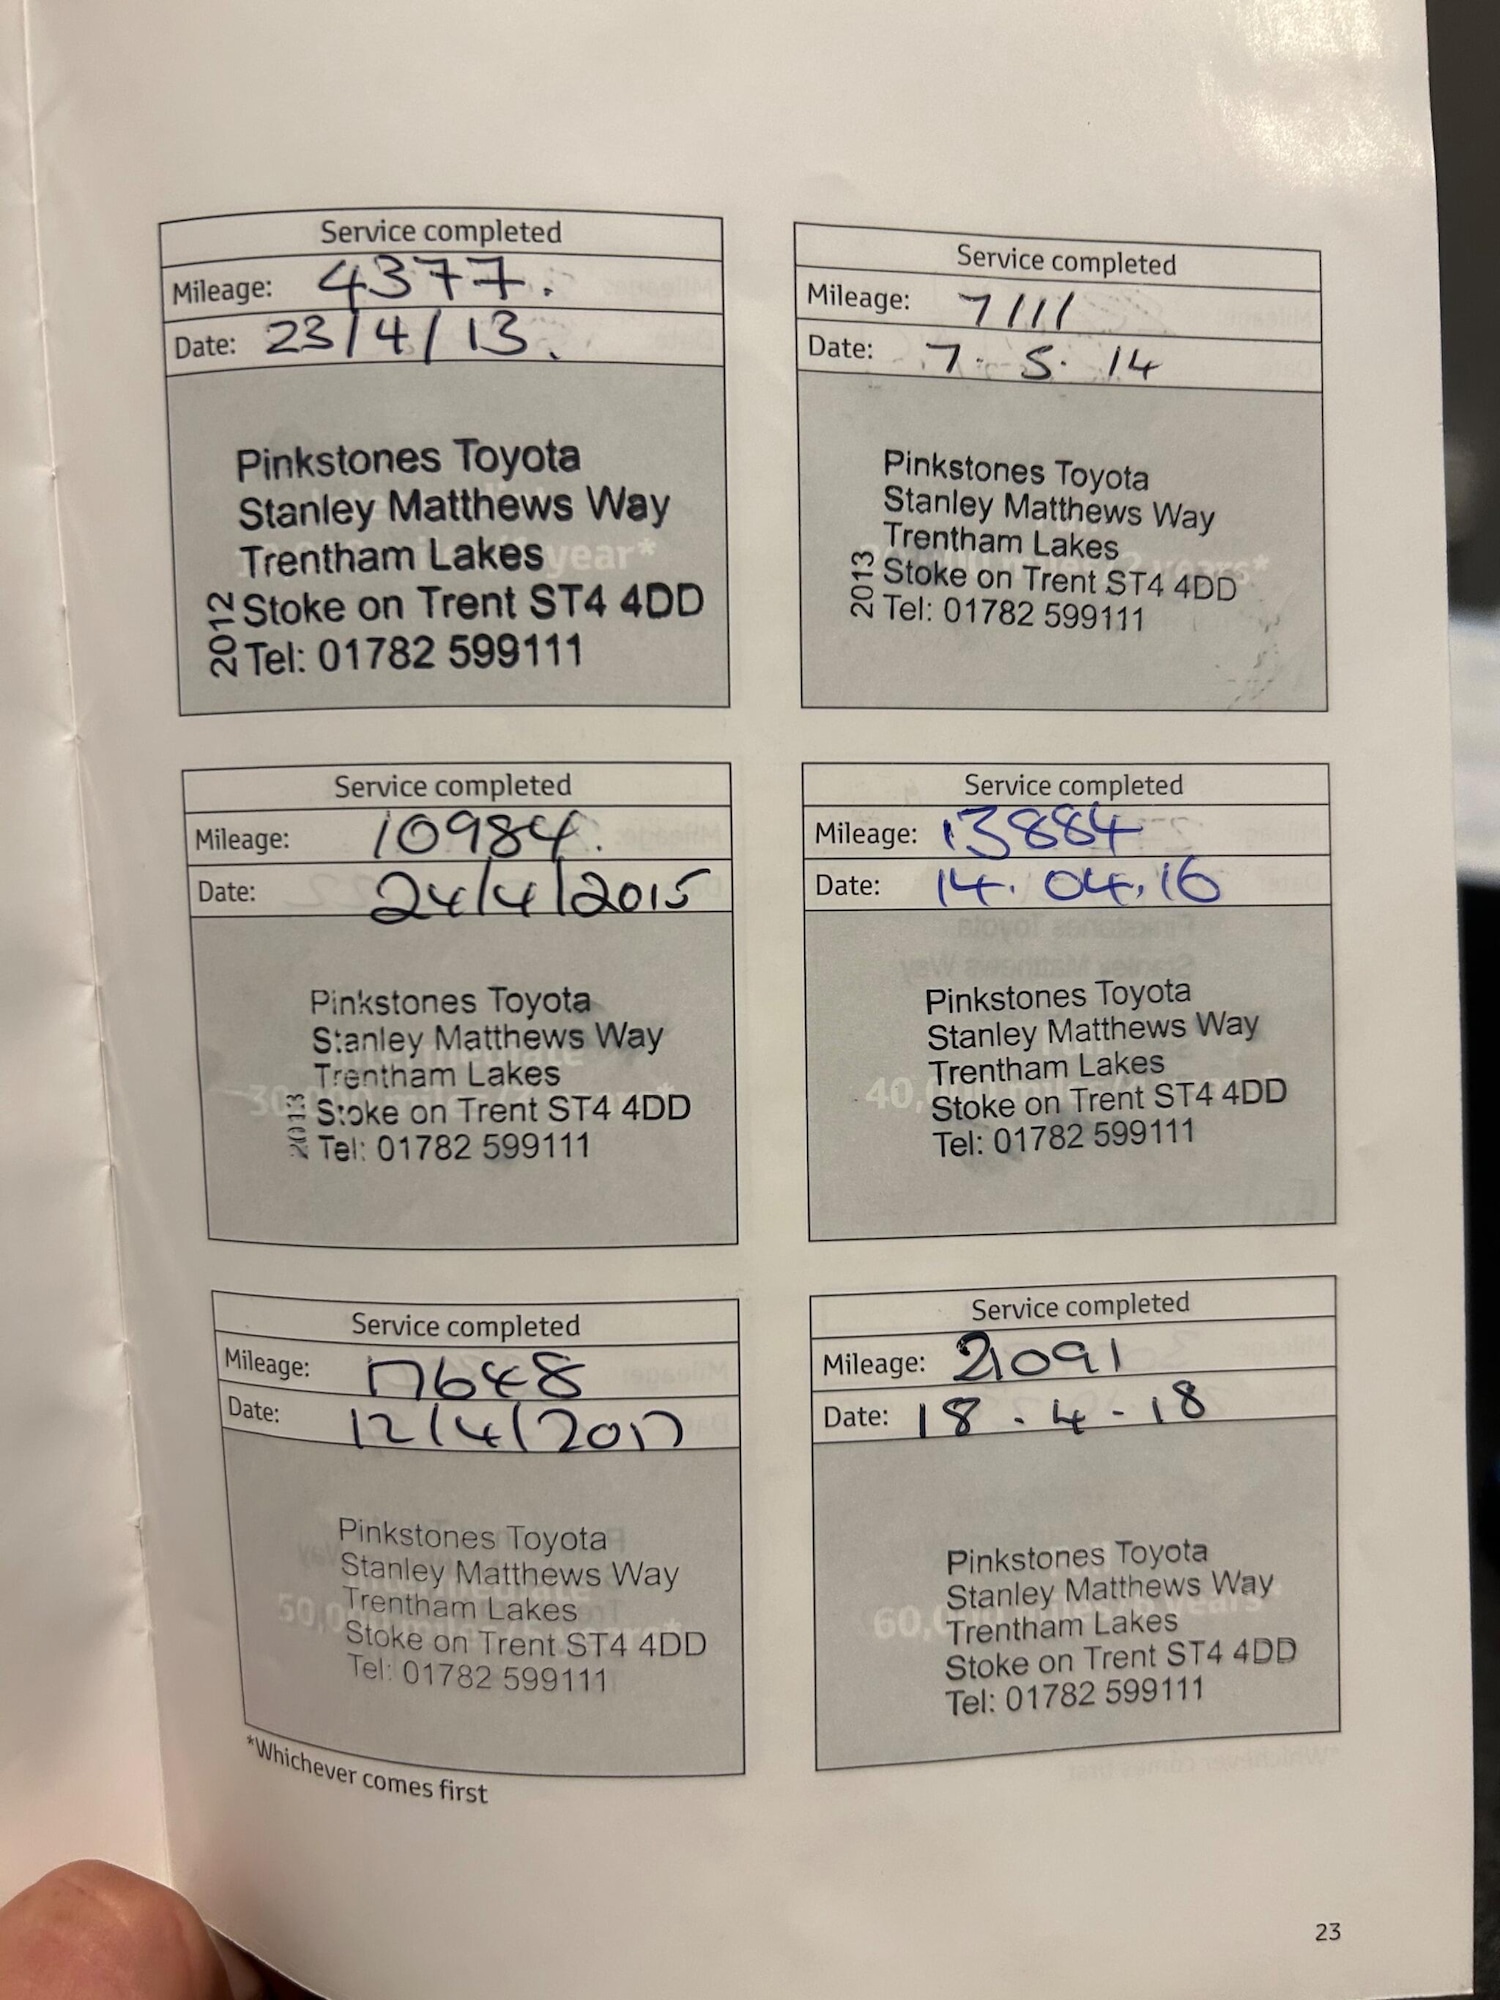 Service completed
Mileage: 4377.
Date: 23/4/13.
Pinkstones Toyota
Stanley Matthews Way
Trentham Lakes
year*
Stoke on Trent ST4 4DD
Tel: 01782 599111
2012
Service completed
Mileage: 7111
Date: 7.5.14
Pinkstones Toyota
Stanley Matthews Way
Trentham Lakes
Stoke on Trent ST4 4DD
Tel: 01782 599111
2013
Service completed
Mileage: 10984.
Date: 24/4/2015
Pinkstones Toyota
Stanley Matthews Way
Trentham Lakes
Stoke on Trent ST4 4DD
Tel: 01782 599111
2013
Service completed
Mileage: 13884
Date: 14.04.16
Pinkstones Toyota
Stanley Matthews Way
Trentham Lakes
Stoke on Trent ST4 4DD
Tel: 01782 599111
Service completed
Mileage: 17648
Date: 12/4/2017
Pinkstones Toyota
Stanley Matthews Way
Trentham Lakes
Stoke on Trent ST4 4DD
Tel: 01782 599111
Service completed
Mileage: 21091
Date: 18.4-18
Pinkstones Toyota
Stanley Matthews Way
Trentham Lakes
years*
Stoke on Trent ST4 4DD
Tel: 01782 599111
*Whichever comes first
23